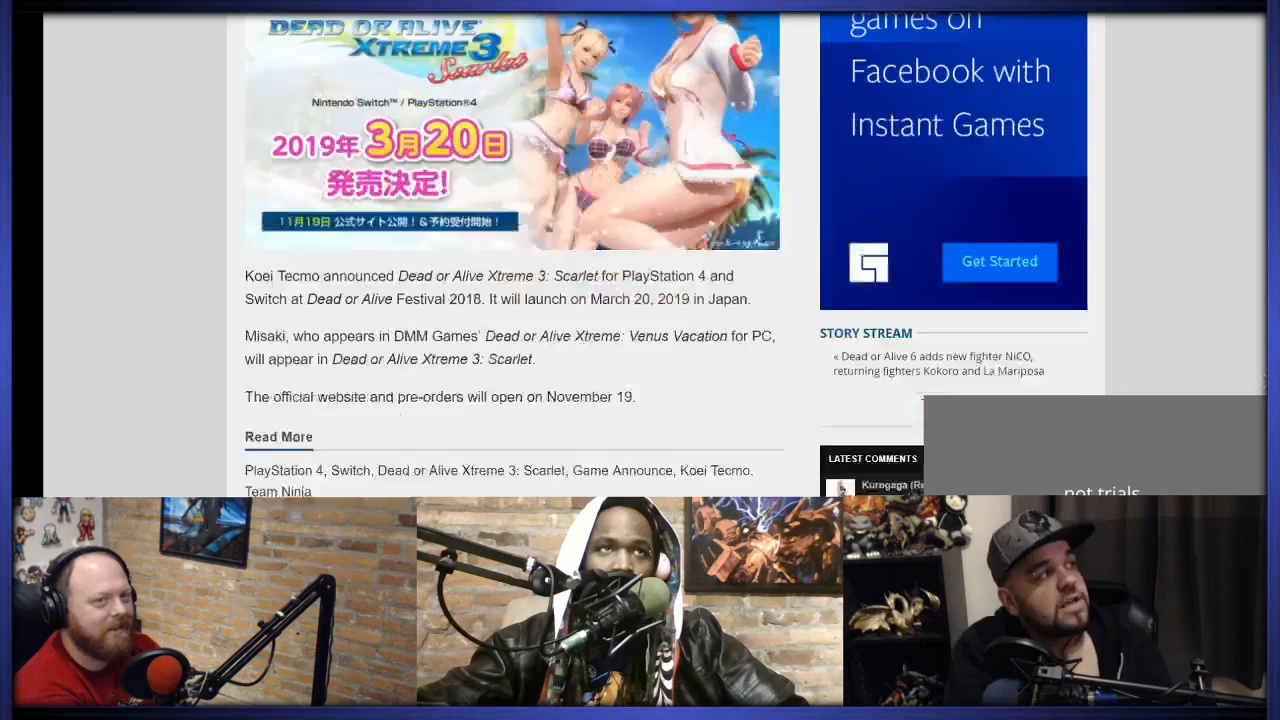 DEAD OR ALIVE
XTREME 3
Scarlet
Nintendo Switch™ / PlayStation®4
2019年 3月20日
発売決定!
11月19日 公式サイト公開！&予約受付開始！
Koei Tecmo announced Dead or Alive Xtreme 3: Scarlet for PlayStation 4 and
Switch at Dead or Alive Festival 2018. It will launch on March 20, 2019 in Japan.
Misaki, who appears in DMM Games' Dead or Alive Xtreme: Venus Vacation for PC,
will appear in Dead or Alive Xtreme 3: Scarlet.
The official website and pre-orders will open on November 19.
Read More
PlayStation 4, Switch, Dead or Alive Xtreme 3: Scarlet, Game Announce, Koei Tecmo,
Team Ninja
games on
Facebook with
Instant Games
Get Started
STORY STREAM
« Dead or Alive 6 adds new fighter NiCO,
returning fighters Kokoro and La Mariposa
LATEST COMMENTS
Kurogaga
not trials